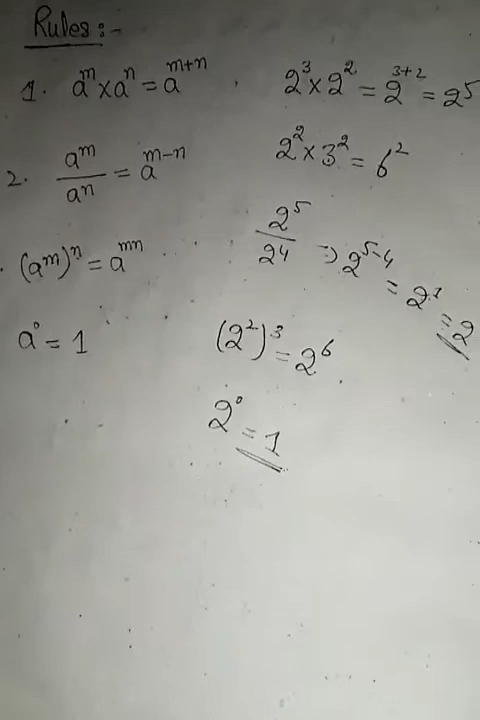 Rules :-
1. a^m × a^n = a^(m+n) , 2^3 × 2^2 = 2^(3+2) = 2^5
2^2 × 3^2 = 6^2
2. a^m / a^n = a^(m-n)
2^5 / 2^4 ⇒ 2^(5-4)
= 2^1
= 2
. (a^m)^n = a^(mn)
a^0 = 1
(2^2)^3 = 2^6
2^0 = 1